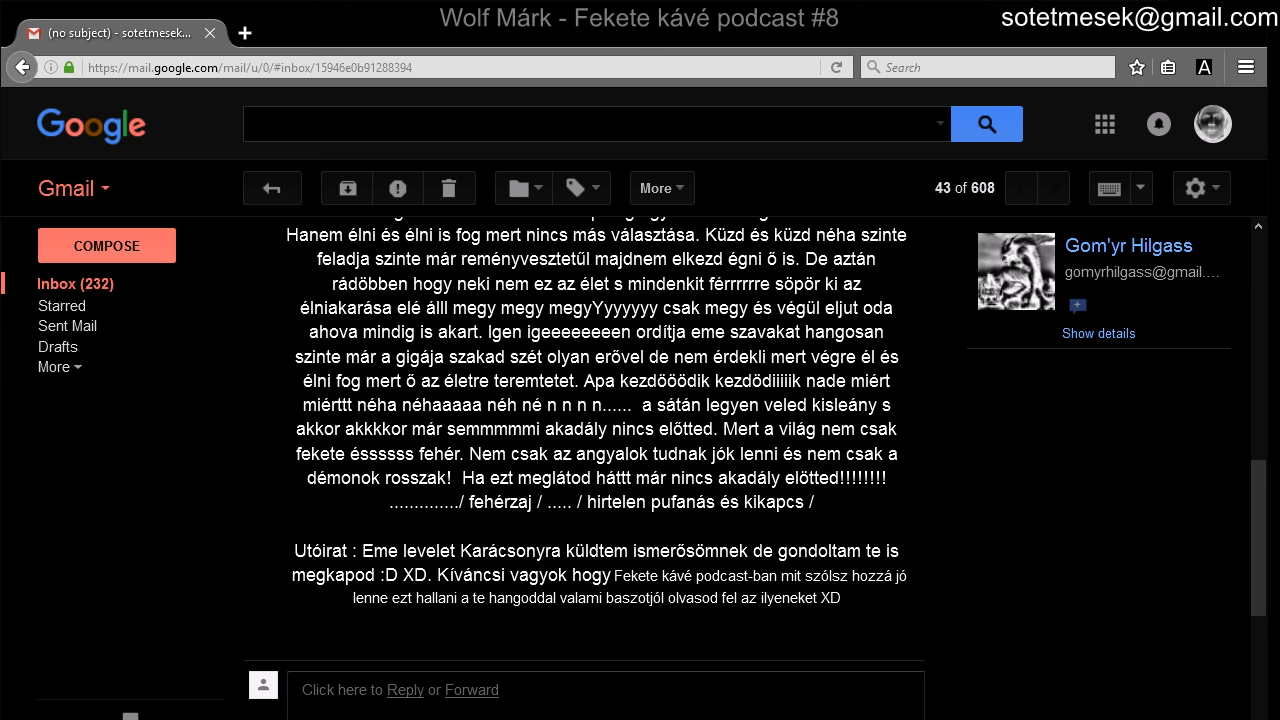 Wolf Márk - Fekete kávé podcast #8
sotetmesek@gmail.com
(no subject) - sotetmesek...
https://mail.google.com/mail/u/0/#inbox/15946e0b91288394
Search
Google
Gmail
More
43 of 608
COMPOSE
Inbox (232)
Starred
Sent Mail
Drafts
More
Hanem élni és élni is fog mert nincs más választása. Küzd és küzd néha szinte
feladja szinte már reményvesztetűl majdnem elkezd égni ő is. De aztán
rádöbben hogy neki nem ez az élet s mindenkit férrrrrre söpör ki az
élniakarása elé álll megy megy megyYyyyyyy csak megy és végül eljut oda
ahova mindig is akart. Igen igeeeeeeeen ordítja eme szavakat hangosan
szinte már a gigája szakad szét olyan erővel de nem érdekli mert végre él és
élni fog mert ő az életre teremtetet. Apa kezdööödik kezdödiiiiik nade miért
miérttt néha néhaaaaa néh né n n n n......  a sátán legyen veled kisleány s
akkor akkkkor már semmmmmi akadály nincs előtted. Mert a világ nem csak
fekete éssssss fehér. Nem csak az angyalok tudnak jók lenni és nem csak a
démonok rosszak!  Ha ezt meglátod háttt már nincs akadály elötted!!!!!!!!
............../ fehérzaj / ..... / hirtelen pufanás és kikapcs /
Utóirat : Eme levelet Karácsonyra küldtem ismerősömnek de gondoltam te is
megkapod :D XD. Kíváncsi vagyok hogy Fekete kávé podcast-ban mit szólsz hozzá jó
lenne ezt hallani a te hangoddal valami baszotjól olvasod fel az ilyeneket XD
Click here to Reply or Forward
Gom'yr Hilgass
gomyrhilgass@gmail....
Show details